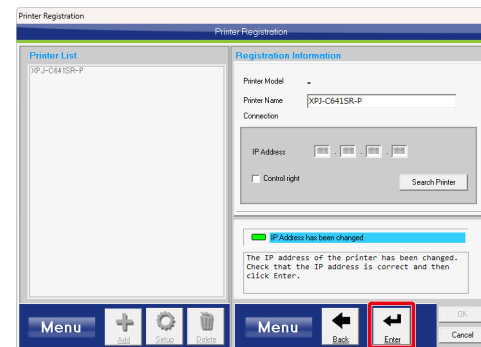 Printer Registration
Printer Registration
Printer List
XPJ-C641SR-P
Registration Information
Printer Model -
Printer Name XPJ-C641SR-P
Connection
IP Address . . .
Control right
Search Printer
IP Address has been changed
The IP address of the printer has been changed.
Check that the IP address is correct and then
click Enter.
Menu
Add
Setup
Delete
Menu
Back
Enter
OK
Cancel